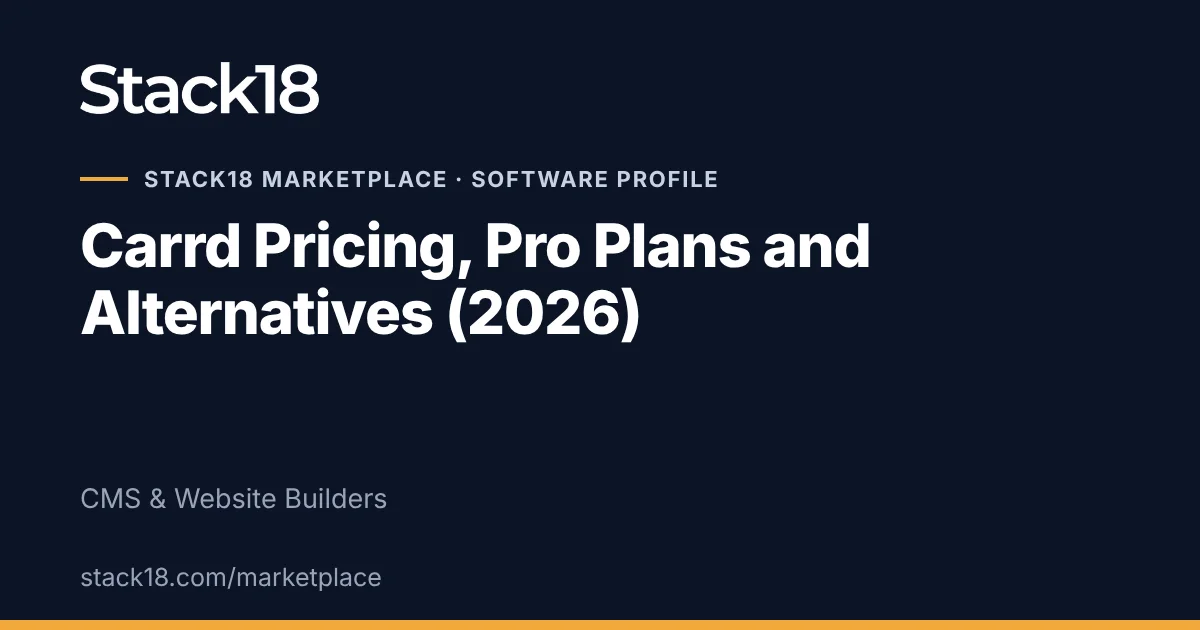 Stack18
STACK18 MARKETPLACE · SOFTWARE PROFILE
Carrd Pricing, Pro Plans and
Alternatives (2026)
CMS & Website Builders
stack18.com/marketplace